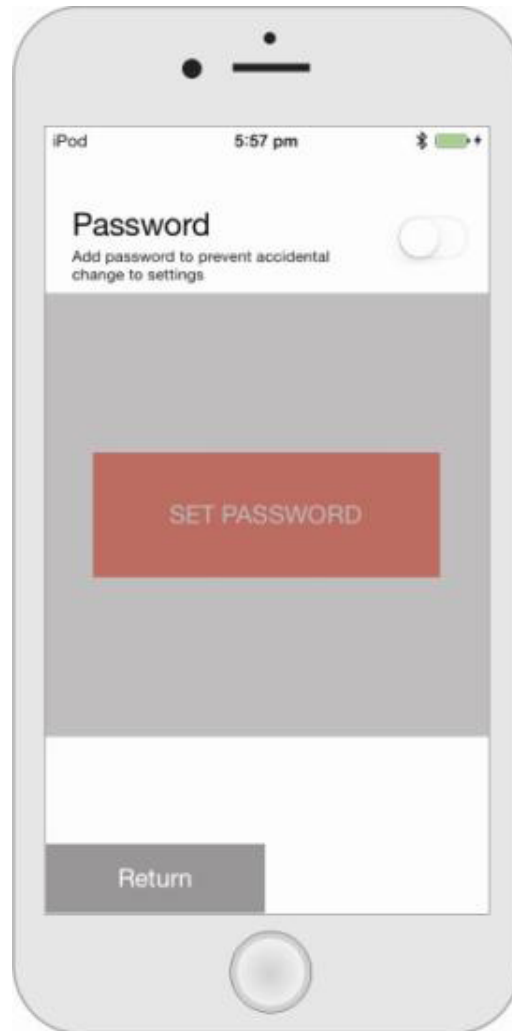 iPod 5:57 pm
Password
Add password to prevent accidental
change to settings
SET PASSWORD
Return